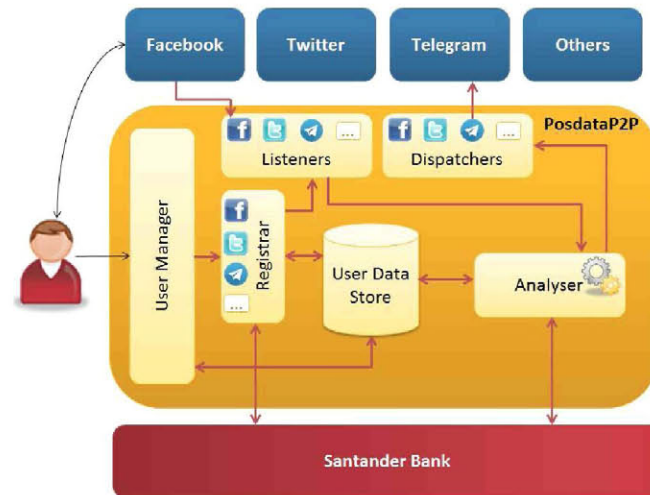 Facebook
Twitter
Telegram
Others
PosdataP2P
...
Listeners
...
Dispatchers
User Manager
...
Registrar
User Data
Store
Analyser
Santander Bank